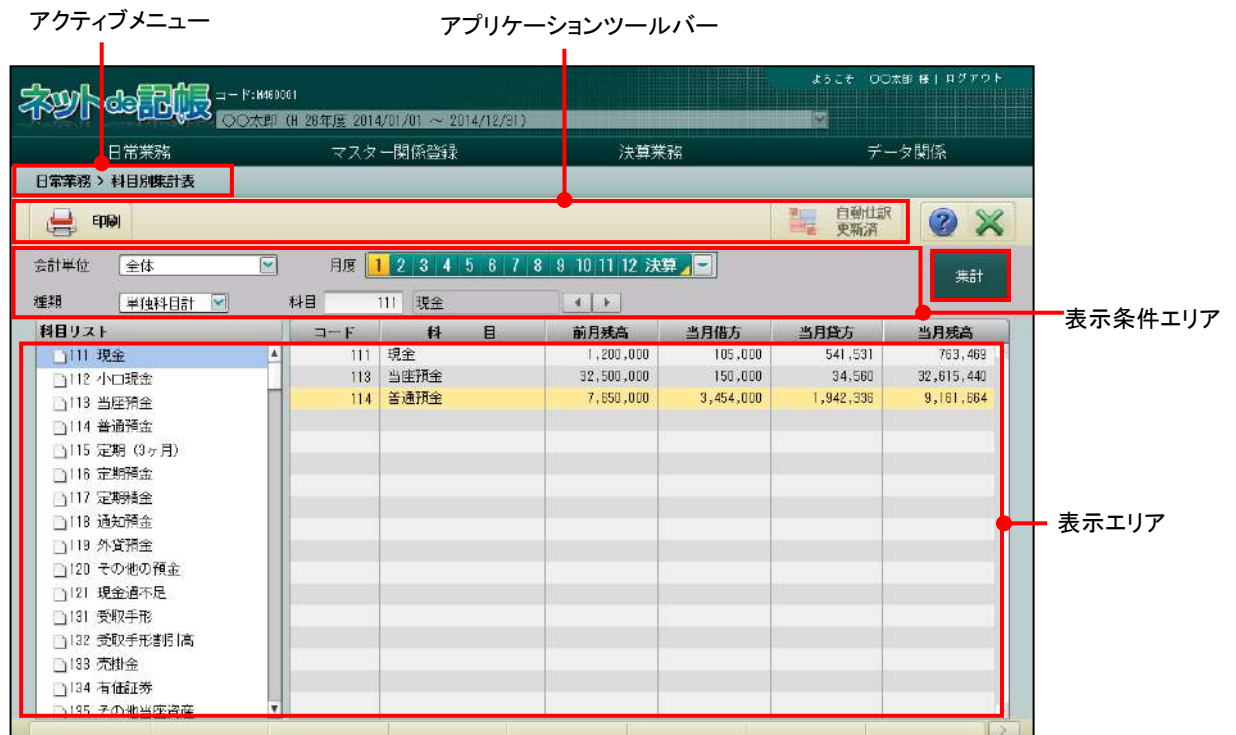 アクティブメニュー
アプリケーションツールバー
ようこそ 〇〇太郎 様 | ログアウト
ネットde記帳 コード:M460001
〇〇太郎 (H 26年度 2014/01/01 ～ 2014/12/31)
日常業務 マスター関係登録 決算業務 データ関係
日常業務 > 科目別集計表
印刷 自動仕訳更新済
会計単位 全体 月度 1 2 3 4 5 6 7 8 9 10 11 12 決算 集計
種類 単独科目計 科目 111 現金
表示条件エリア
科目リスト コード 科 目 前月残高 当月借方 当月貸方 当月残高
111 現金 111 現金 1,200,000 105,000 541,531 763,469
112 小口現金 113 当座預金 32,500,000 150,000 34,560 32,615,440
113 当座預金 114 普通預金 7,650,000 3,454,000 1,942,336 9,161,664
114 普通預金
115 定期（3ヶ月）
116 定期預金
117 定期積金
118 通知預金
表示エリア
119 外貨預金
120 その他の預金
121 現金過不足
131 受取手形
132 受取手形割引高
133 売掛金
134 有価証券
135 その他当座資産